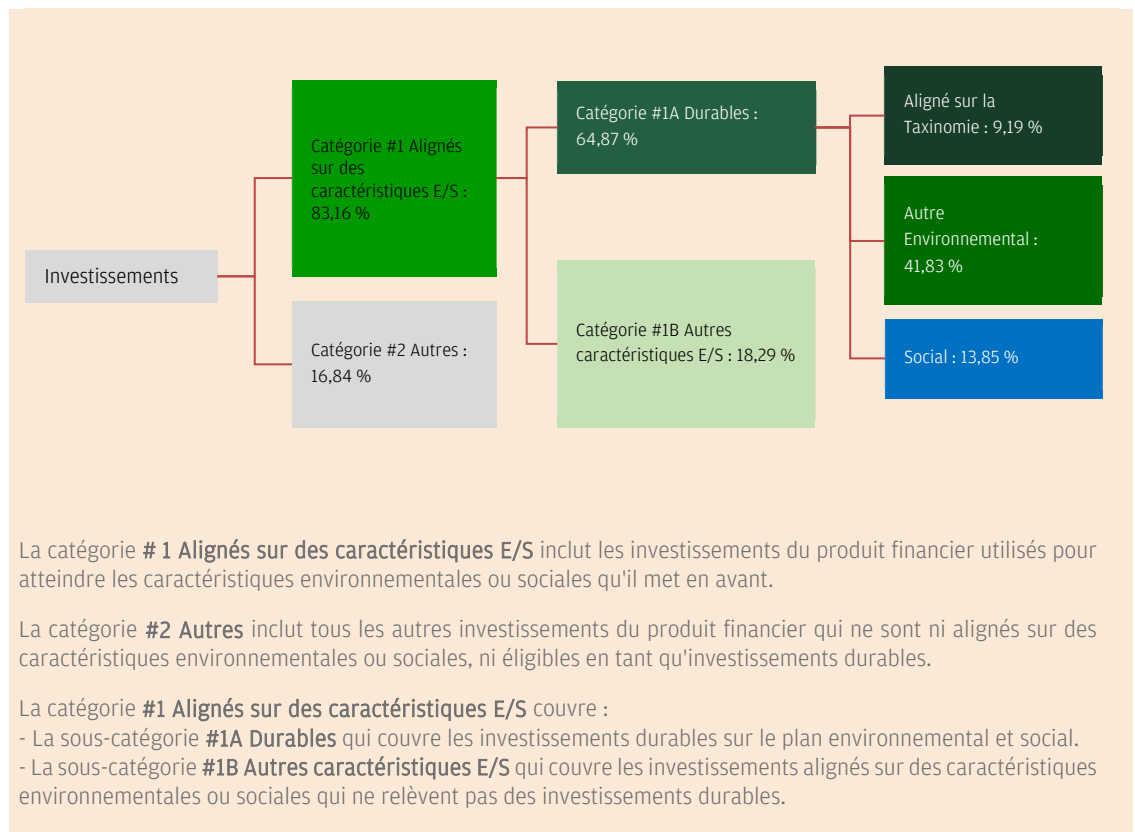 Investissements
Catégorie #1 Alignés
sur des
caractéristiques E/S :
83,16 %
Catégorie #2 Autres :
16,84 %
Catégorie #1A Durables :
64,87 %
Catégorie #1B Autres
caractéristiques E/S : 18,29 %
Aligné sur la
Taxinomie : 9,19 %
Autre
Environnemental :
41,83 %
Social : 13,85 %
La catégorie # 1 Alignés sur des caractéristiques E/S inclut les investissements du produit financier utilisés pour
atteindre les caractéristiques environnementales ou sociales qu'il met en avant.
La catégorie #2 Autres inclut tous les autres investissements du produit financier qui ne sont ni alignés sur des
caractéristiques environnementales ou sociales, ni éligibles en tant qu'investissements durables.
La catégorie #1 Alignés sur des caractéristiques E/S couvre :
- La sous-catégorie #1A Durables qui couvre les investissements durables sur le plan environnemental et social.
- La sous-catégorie #1B Autres caractéristiques E/S qui couvre les investissements alignés sur des caractéristiques
environnementales ou sociales qui ne relèvent pas des investissements durables.